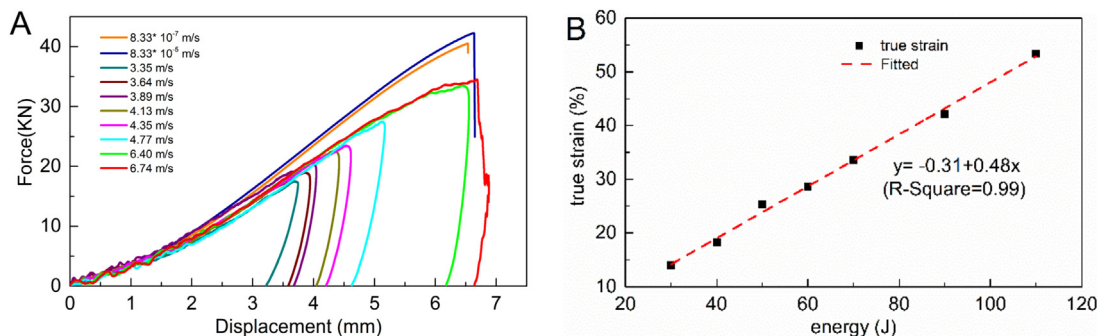 A
Force(KN)
40
30
20
10
0
8.33* 10-7 m/s
8.33* 10-5 m/s
3.35 m/s
3.64 m/s
3.89 m/s
4.13 m/s
4.35 m/s
4.77 m/s
6.40 m/s
6.74 m/s
0 1 2 3 4 5 6 7
Displacement (mm)
B
true strain (%)
60
50
40
30
20
10
true strain
Fitted
y= -0.31+0.48x
(R-Square=0.99)
20 40 60 80 100 120
energy (J)